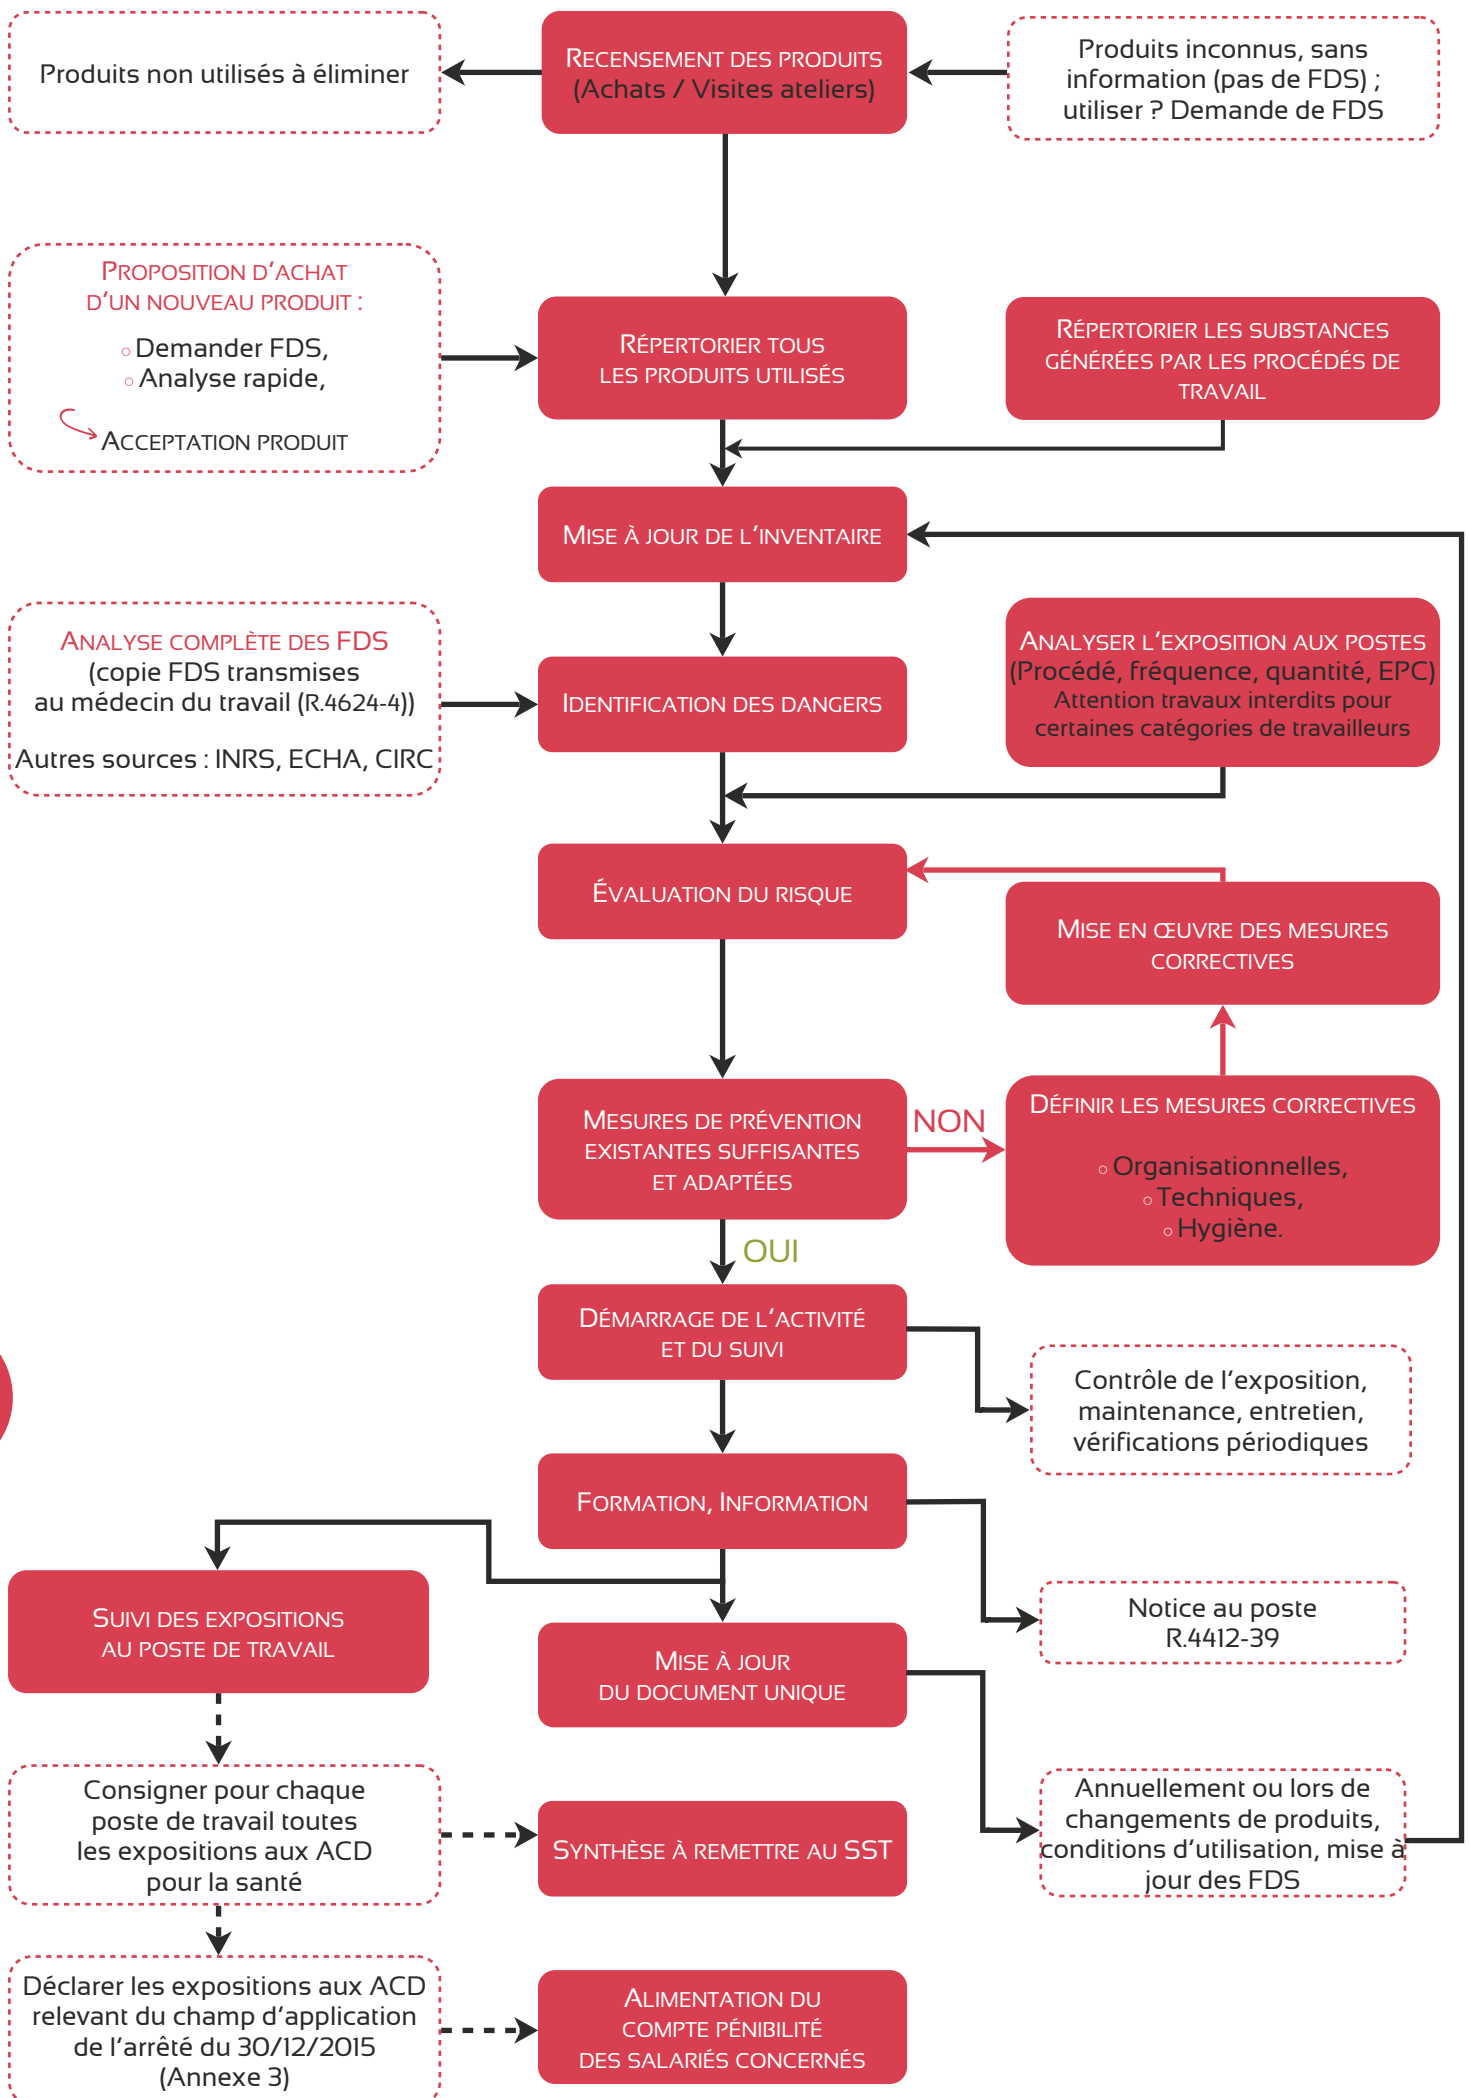 Produits non utilisés à éliminer
Recensement des produits
(Achats / Visites ateliers)
Produits inconnus, sans
information (pas de FDS) ;
utiliser ? Demande de FDS
Proposition d'achat
d'un nouveau produit :
○ Demander FDS,
○ Analyse rapide,
Acceptation produit
Répertorier tous
les produits utilisés
Répertorier les substances
générées par les procédés de
travail
Mise à jour de l'inventaire
Analyse complète des FDS
(copie FDS transmises
au médecin du travail (R.4624-4))
Autres sources : INRS, ECHA, CIRC
Identification des dangers
Analyser l'exposition aux postes
(Procédé, fréquence, quantité, EPC)
Attention travaux interdits pour
certaines catégories de travailleurs
Évaluation du risque
Mise en œuvre des mesures
correctives
Mesures de prévention
existantes suffisantes
et adaptées
NON
Définir les mesures correctives
○ Organisationnelles,
○ Techniques,
○ Hygiène.
OUI
Démarrage de l'activité
et du suivi
Contrôle de l'exposition,
maintenance, entretien,
vérifications périodiques
Formation, Information
Notice au poste
R.4412-39
Suivi des expositions
au poste de travail
Mise à jour
du document unique
Consigner pour chaque
poste de travail toutes
les expositions aux ACD
pour la santé
Synthèse à remettre au SST
Annuellement ou lors de
changements de produits,
conditions d'utilisation, mise à
jour des FDS
Déclarer les expositions aux ACD
relevant du champ d'application
de l'arrêté du 30/12/2015
(Annexe 3)
Alimentation du
compte pénibilité
des salariés concernés